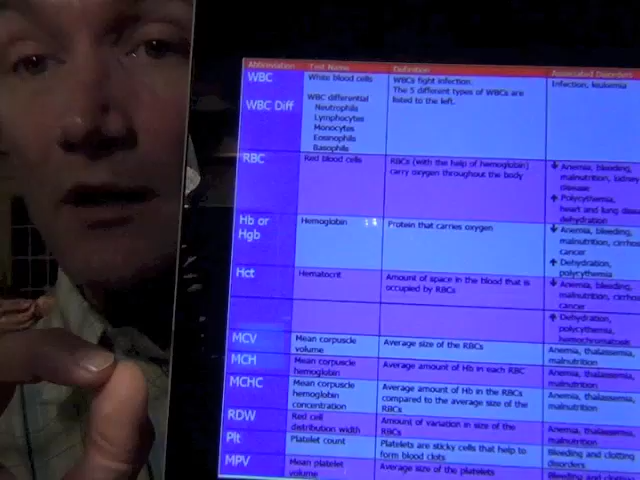 Abbreviation Test Name Definition Associated Disorders
WBC White blood cells WBCs fight infection. Infection, leukemia
The 5 different types of WBCs are
WBC Diff WBC differential listed to the left.
Neutrophils
Lymphocytes
Monocytes
Eosinophils
Basophils
RBC Red blood cells RBCs (with the help of hemoglobin) ↓ Anemia, bleeding,
carry oxygen throughout the body malnutrition, kidney
disease
↑ Polycythemia,
heart and lung dis
dehydration
Hb or Hemoglobin Protein that carries oxygen ↓ Anemia, bleeding,
Hgb malnutrition, cirrhos
cancer
↑ Dehydration,
polycythemia
Hct Hematocrit Amount of space in the blood that is ↓ Anemia, bleeding,
occupied by RBCs malnutrition, cirrhos
cancer
↑ Dehydration,
polycythemia,
hemochromatosis
MCV Mean corpuscle Average size of the RBCs Anemia, thalassemia,
volume malnutrition
MCH Mean corpuscle Average amount of Hb in each RBC Anemia, thalassemia,
hemoglobin malnutrition
MCHC Mean corpuscle Average amount of Hb in the RBCs Anemia, thalassemia,
hemoglobin compared to the average size of the malnutrition
concentration RBCs
RDW Red cell Amount of variation in size of the Anemia, thalassemia,
distribution width RBCs malnutrition
Plt Platelet count Platelets are sticky cells that help to Bleeding and clotting
form blood clots disorders
MPV Mean platelet Average size of the platelets Bleeding and clotting
volume